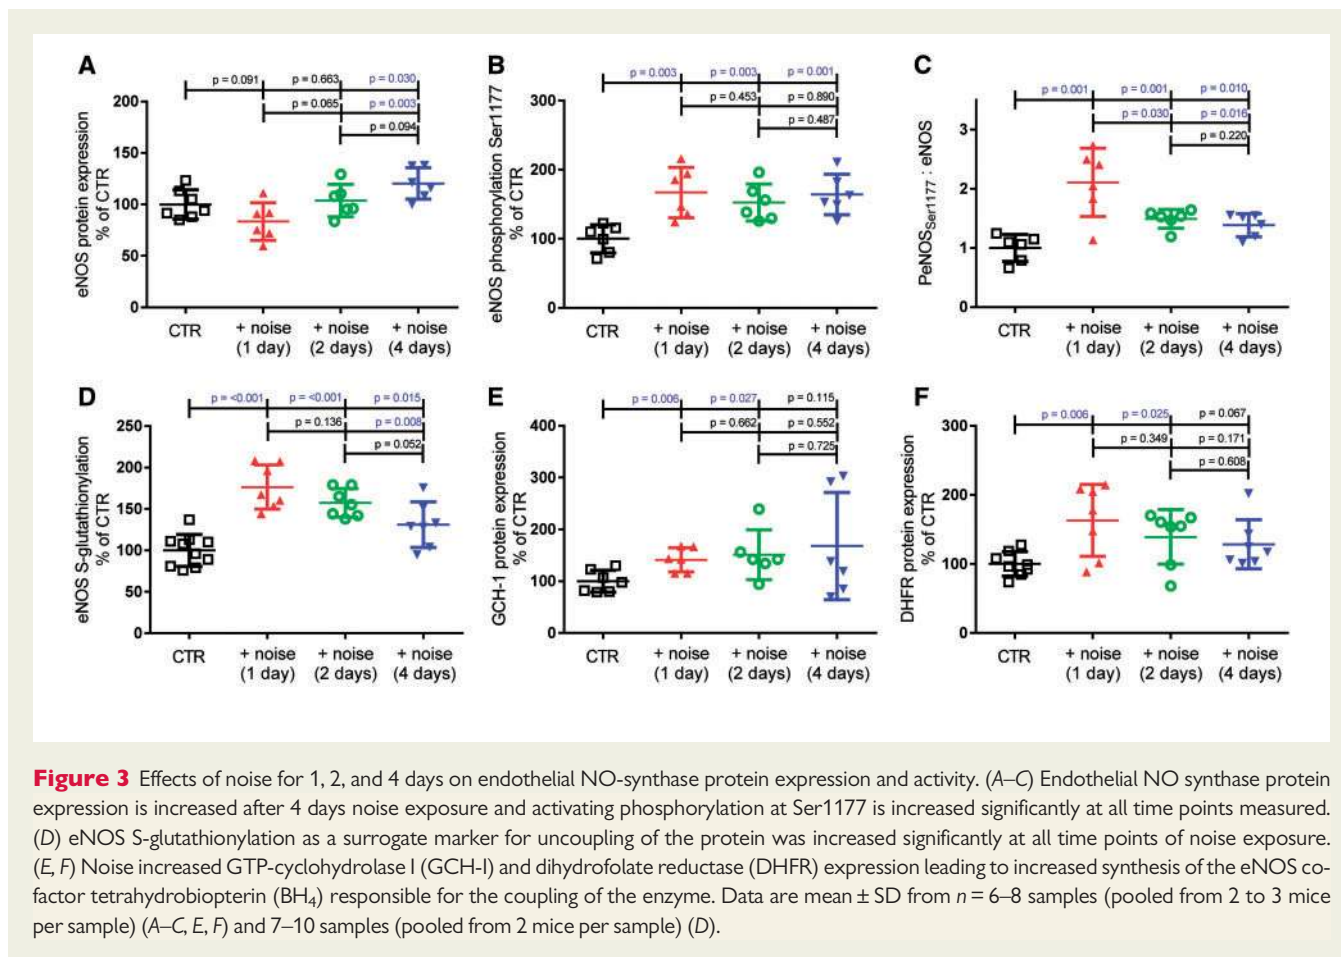 A
p = 0.091
p = 0.663
p = 0.030
p = 0.065
p = 0.003
p = 0.094
eNOS protein expression
% of CTR
200
150
100
50
0
CTR
+ noise
(1 day)
+ noise
(2 days)
+ noise
(4 days)
B
p = 0.003
p = 0.003
p = 0.001
p = 0.453
p = 0.890
p = 0.487
eNOS phosphorylation Ser1177
% of CTR
300
200
100
0
CTR
+ noise
(1 day)
+ noise
(2 days)
+ noise
(4 days)
C
p = 0.001
p = 0.001
p = 0.010
p = 0.030
p = 0.016
p = 0.220
PeNOSSer1177 : eNOS
3
2
1
0
CTR
+ noise
(1 day)
+ noise
(2 days)
+ noise
(4 days)
D
p = <0.001
p = <0.001
p = 0.015
p = 0.136
p = 0.008
p = 0.052
eNOS S-glutathionylation
% of CTR
250
200
150
100
50
0
CTR
+ noise
(1 day)
+ noise
(2 days)
+ noise
(4 days)
E
p = 0.006
p = 0.027
p = 0.115
p = 0.662
p = 0.552
p = 0.725
GCH-1 protein expression
% of CTR
400
300
200
100
0
CTR
+ noise
(1 day)
+ noise
(2 days)
+ noise
(4 days)
F
p = 0.006
p = 0.025
p = 0.067
p = 0.349
p = 0.171
p = 0.608
DHFR protein expression
% of CTR
300
200
100
0
CTR
+ noise
(1 day)
+ noise
(2 days)
+ noise
(4 days)
Figure 3 Effects of noise for 1, 2, and 4 days on endothelial NO-synthase protein expression and activity. (A–C) Endothelial NO synthase protein
expression is increased after 4 days noise exposure and activating phosphorylation at Ser1177 is increased significantly at all time points measured.
(D) eNOS S-glutathionylation as a surrogate marker for uncoupling of the protein was increased significantly at all time points of noise exposure.
(E, F) Noise increased GTP-cyclohydrolase I (GCH-I) and dihydrofolate reductase (DHFR) expression leading to increased synthesis of the eNOS co-
factor tetrahydrobiopterin (BH4) responsible for the coupling of the enzyme. Data are mean ± SD from n = 6–8 samples (pooled from 2 to 3 mice
per sample) (A–C, E, F) and 7–10 samples (pooled from 2 mice per sample) (D).